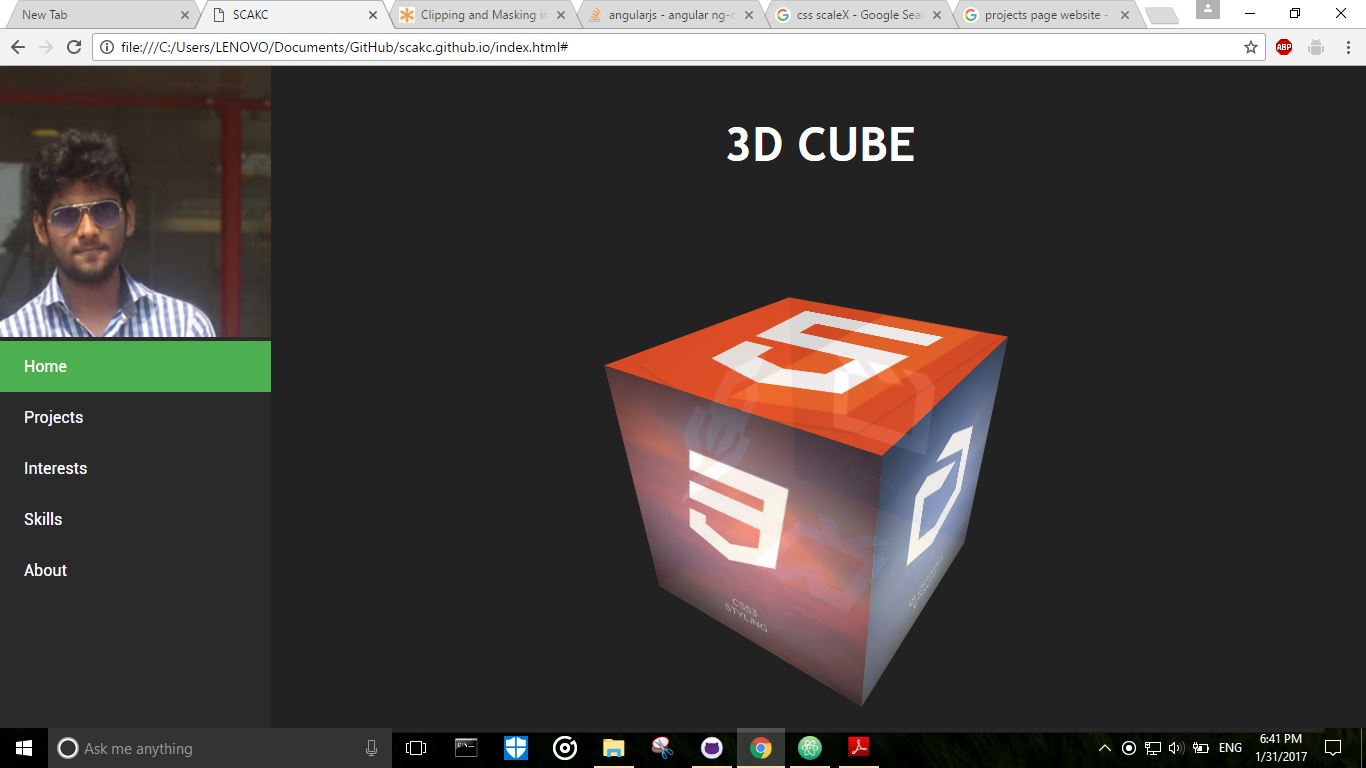 New Tab
SCAKC
Clipping and Masking in
angularjs - angular ng-c
css scaleX - Google Sear
projects page website -
file:///C:/Users/LENOVO/Documents/GitHub/scakc.github.io/index.html#
ABP
3D CUBE
Home
Projects
Interests
Skills
About
CSS3
STYLING
Ask me anything
ENG
6:41 PM
1/31/2017